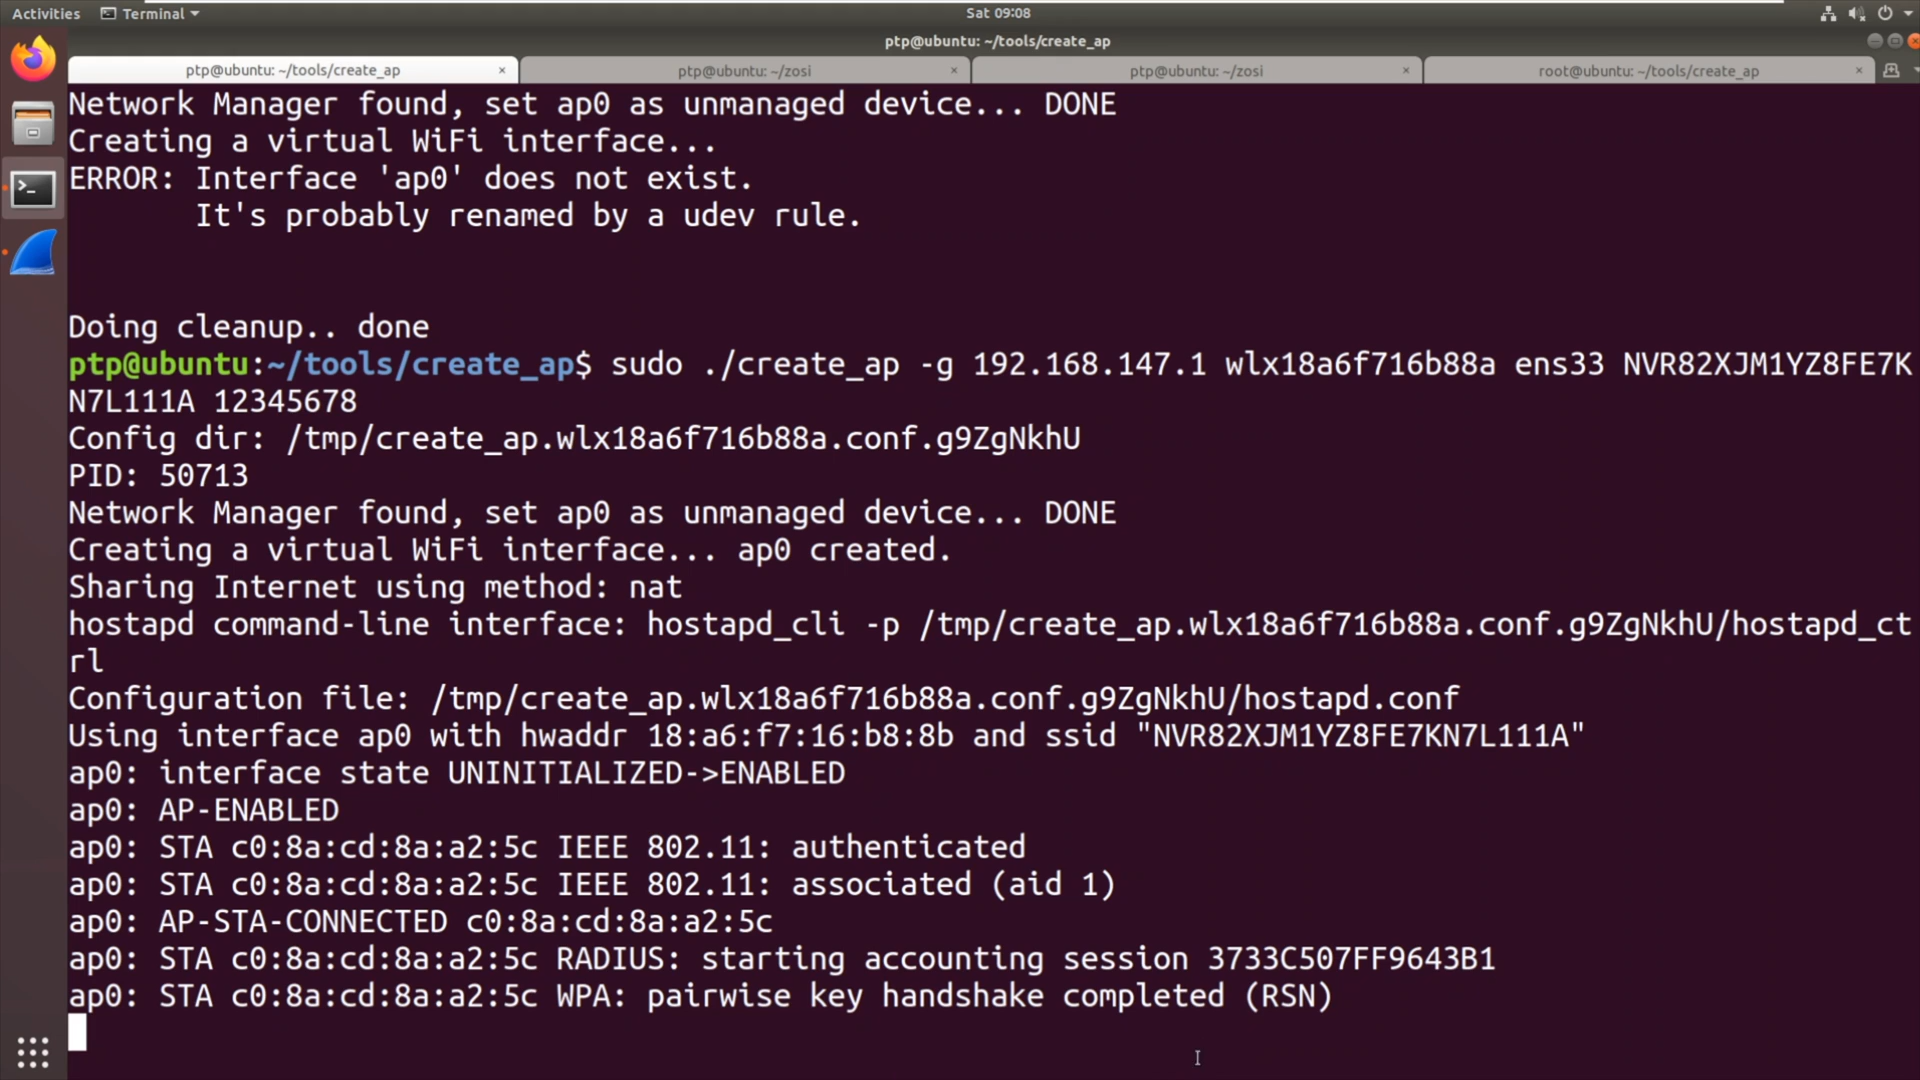 Activities
Terminal
Sat 09:08
ptp@ubuntu: ~/tools/create_ap
ptp@ubuntu: ~/tools/create_ap
ptp@ubuntu: ~/zosi
ptp@ubuntu: ~/zosi
root@ubuntu: ~/tools/create_ap
Network Manager found, set ap0 as unmanaged device... DONE
Creating a virtual WiFi interface...
ERROR: Interface 'ap0' does not exist.
It's probably renamed by a udev rule.
Doing cleanup.. done
ptp@ubuntu:~/tools/create_ap$ sudo ./create_ap -g 192.168.147.1 wlx18a6f716b88a ens33 NVR82XJM1YZ8FE7K
N7L111A 12345678
Config dir: /tmp/create_ap.wlx18a6f716b88a.conf.g9ZgNkhU
PID: 50713
Network Manager found, set ap0 as unmanaged device... DONE
Creating a virtual WiFi interface... ap0 created.
Sharing Internet using method: nat
hostapd command-line interface: hostapd_cli -p /tmp/create_ap.wlx18a6f716b88a.conf.g9ZgNkhU/hostapd_ct
rl
Configuration file: /tmp/create_ap.wlx18a6f716b88a.conf.g9ZgNkhU/hostapd.conf
Using interface ap0 with hwaddr 18:a6:f7:16:b8:8b and ssid "NVR82XJM1YZ8FE7KN7L111A"
ap0: interface state UNINITIALIZED->ENABLED
ap0: AP-ENABLED
ap0: STA c0:8a:cd:8a:a2:5c IEEE 802.11: authenticated
ap0: STA c0:8a:cd:8a:a2:5c IEEE 802.11: associated (aid 1)
ap0: AP-STA-CONNECTED c0:8a:cd:8a:a2:5c
ap0: STA c0:8a:cd:8a:a2:5c RADIUS: starting accounting session 3733C507FF9643B1
ap0: STA c0:8a:cd:8a:a2:5c WPA: pairwise key handshake completed (RSN)